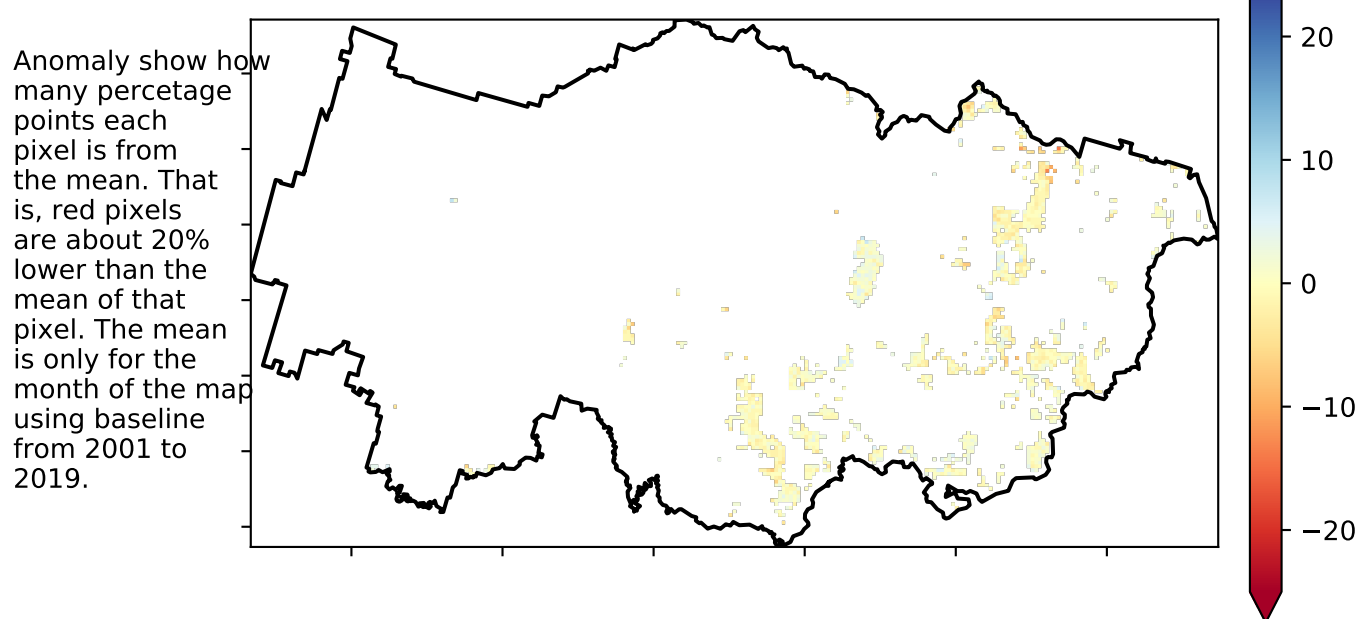 Anomaly show how
many percetage
points each
pixel is from
the mean. That
is, red pixels
are about 20%
lower than the
mean of that
pixel. The mean
is only for the
month of the map
using baseline
from 2001 to
2019.
20
10
0
−10
−20